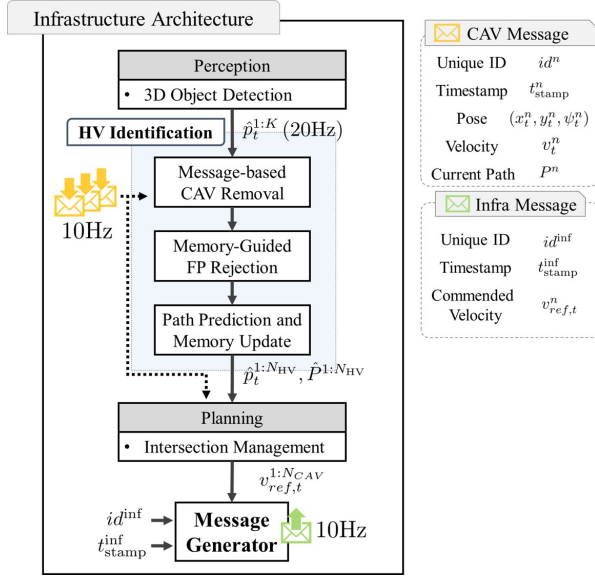 Infrastructure Architecture
Perception
• 3D Object Detection
HV Identification
p̂_t^{1:K} (20Hz)
Message-based
CAV Removal
10Hz
Memory-Guided
FP Rejection
Path Prediction and
Memory Update
p̂_t^{1:N_HV}, P̂^{1:N_HV}
Planning
• Intersection Management
v_{ref,t}^{1:N_{CAV}}
id^inf
t_stamp^inf
Message
Generator
10Hz
CAV Message
Unique ID id^n
Timestamp t_stamp^n
Pose (x_t^n, y_t^n, ψ_t^n)
Velocity v_t^n
Current Path P^n
Infra Message
Unique ID id^inf
Timestamp t_stamp^inf
Commended
Velocity v_{ref,t}^n